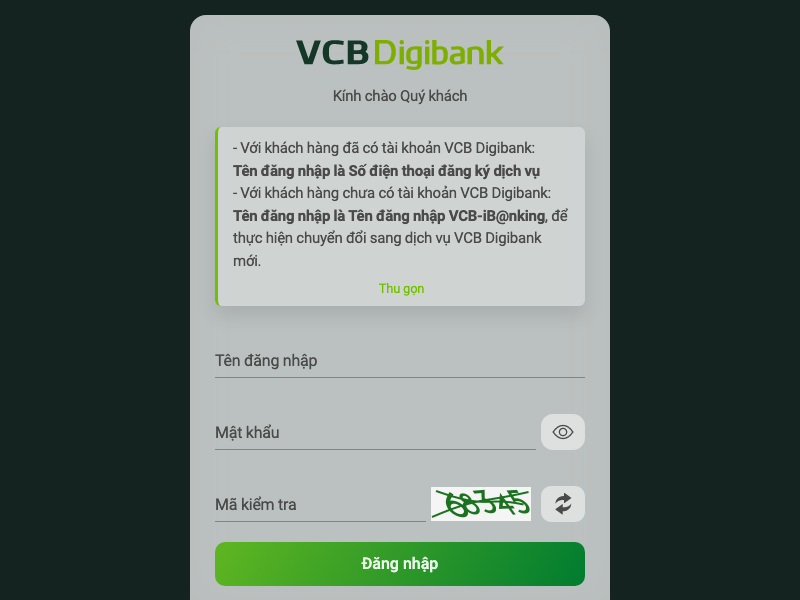 VCB Digibank
Kính chào Quý khách
- Với khách hàng đã có tài khoản VCB Digibank:
Tên đăng nhập là Số điện thoại đăng ký dịch vụ
- Với khách hàng chưa có tài khoản VCB Digibank:
Tên đăng nhập là Tên đăng nhập VCB-iB@nking, để
thực hiện chuyển đổi sang dịch vụ VCB Digibank
mới.
Thu gọn
Tên đăng nhập
Mật khẩu
Mã kiểm tra
68345
Đăng nhập